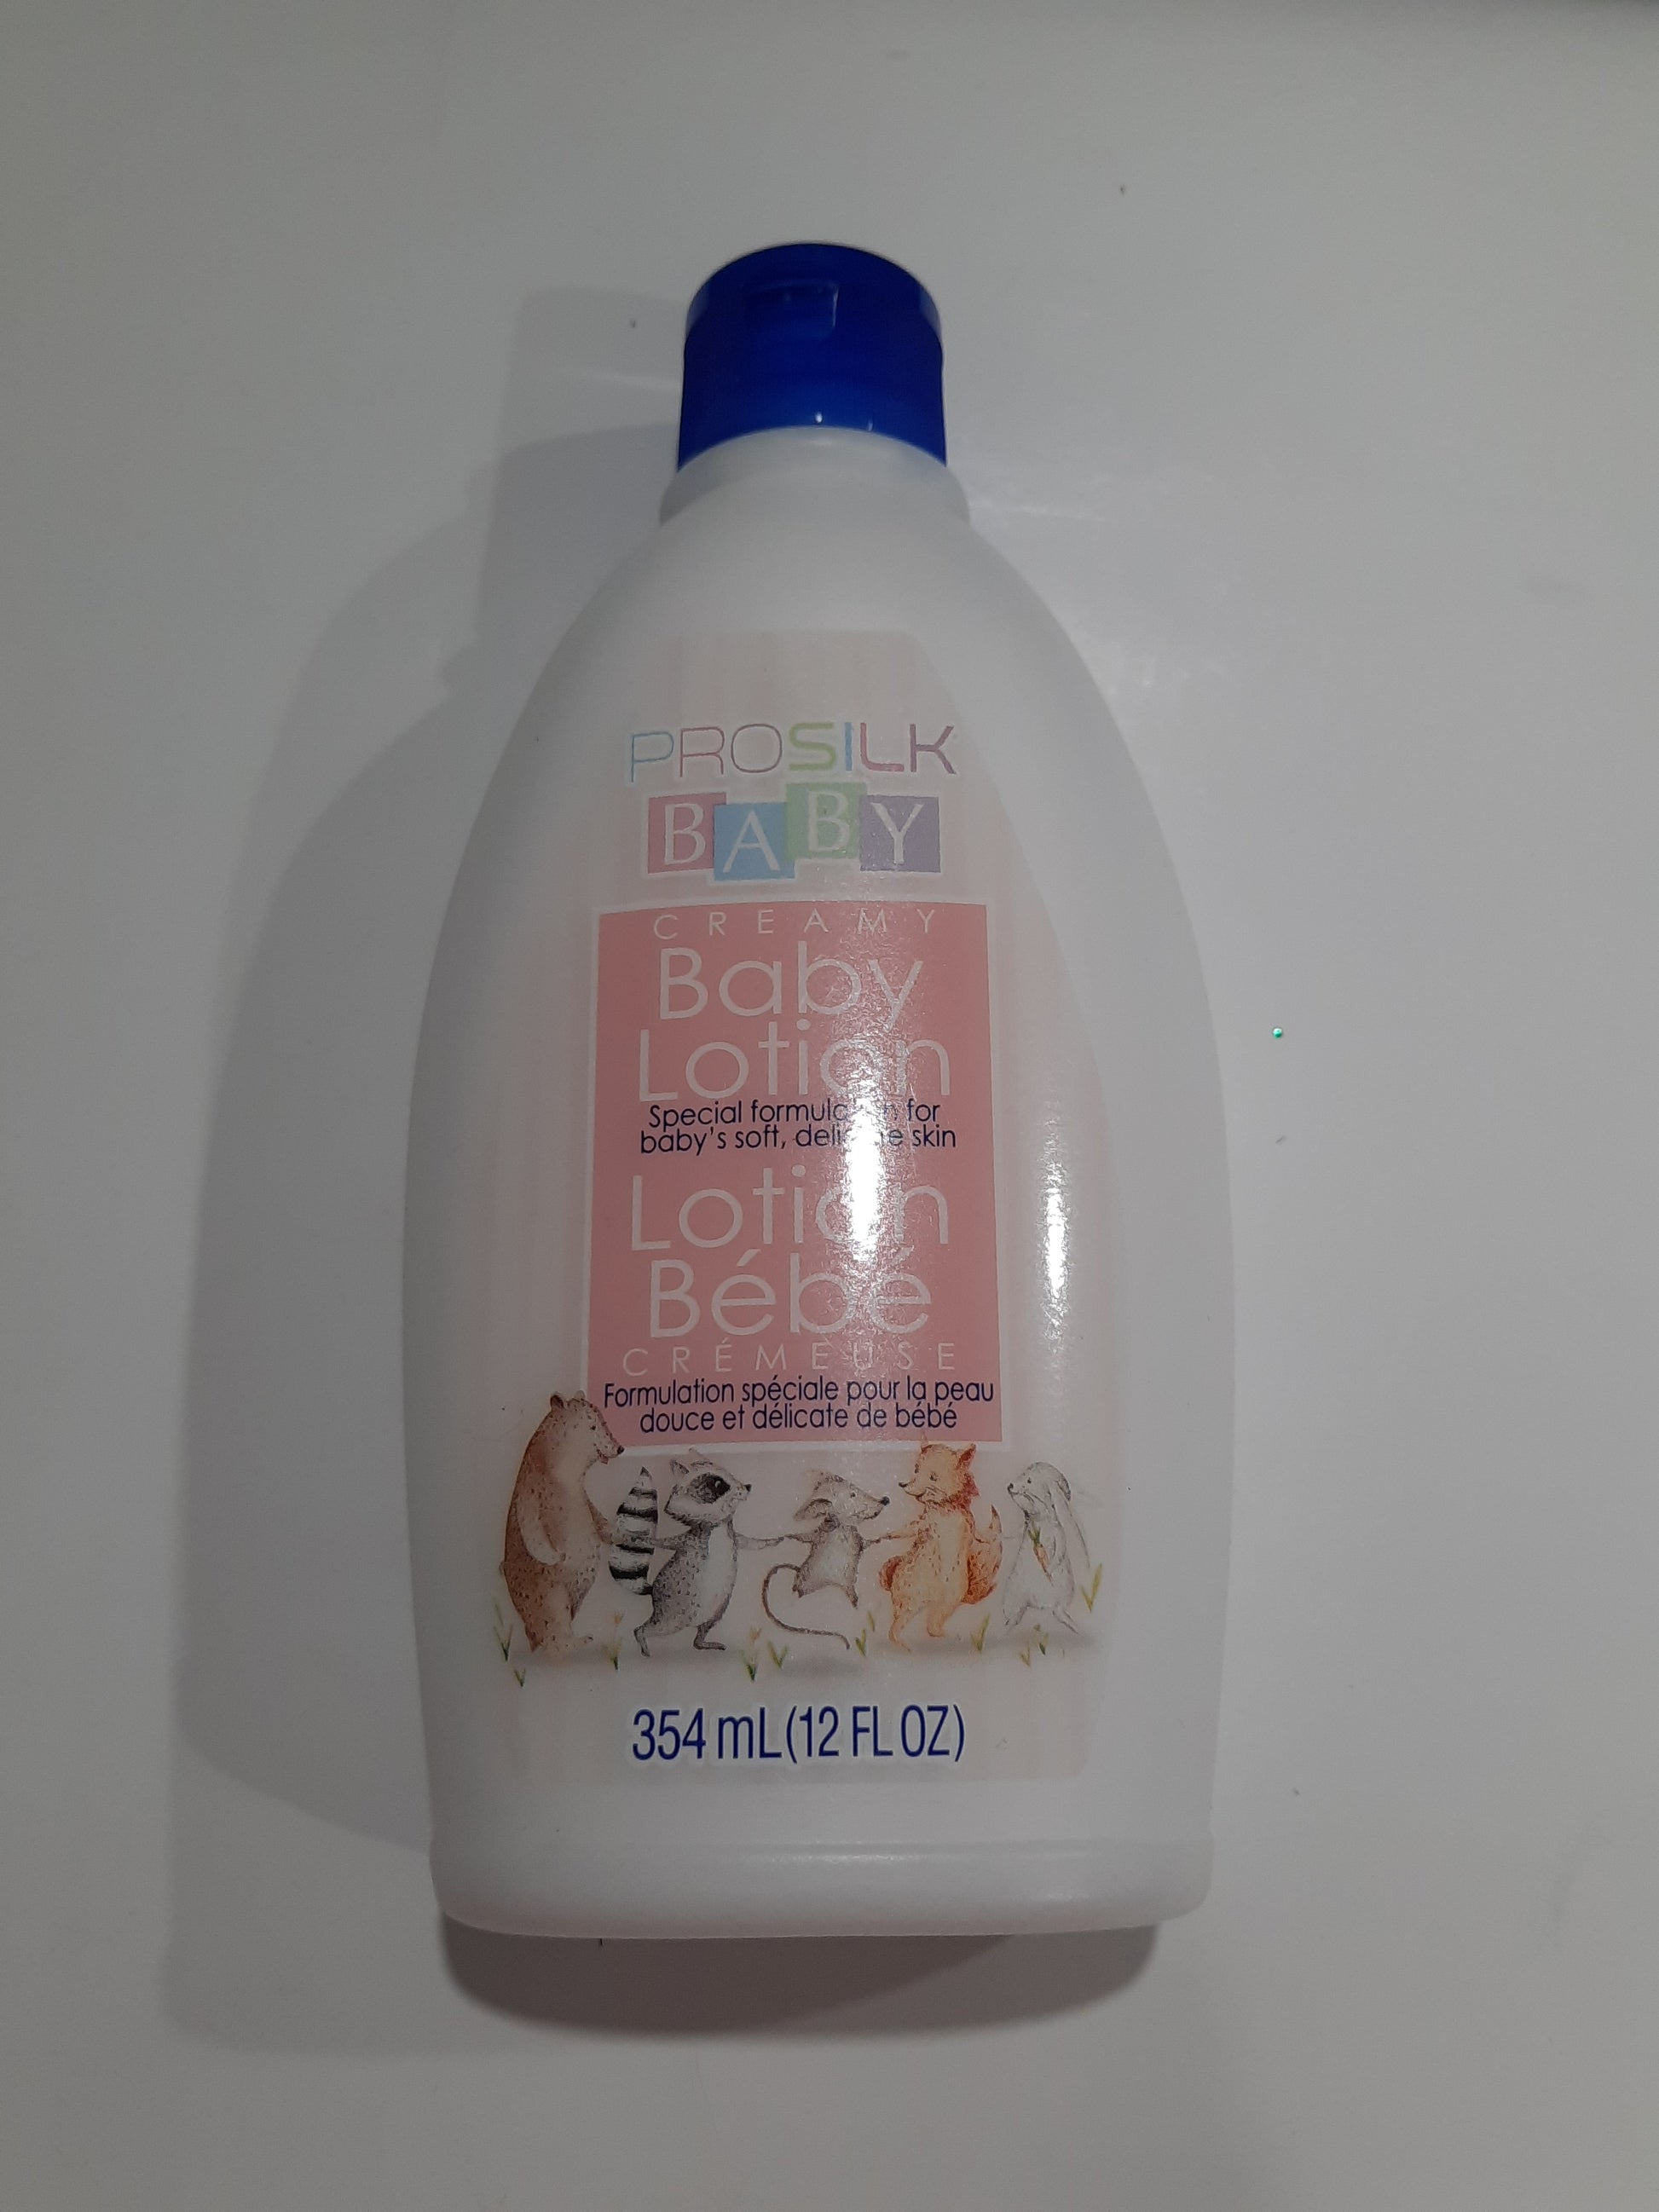 PROSILK
BABY
CREAMY
Baby
Lotion
Special formulation for
baby's soft, delicate skin
Lotion
Bébé
CRÉMEUSE
Formulation spéciale pour la peau
douce et délicate de bébé
354 mL (12 FL OZ)